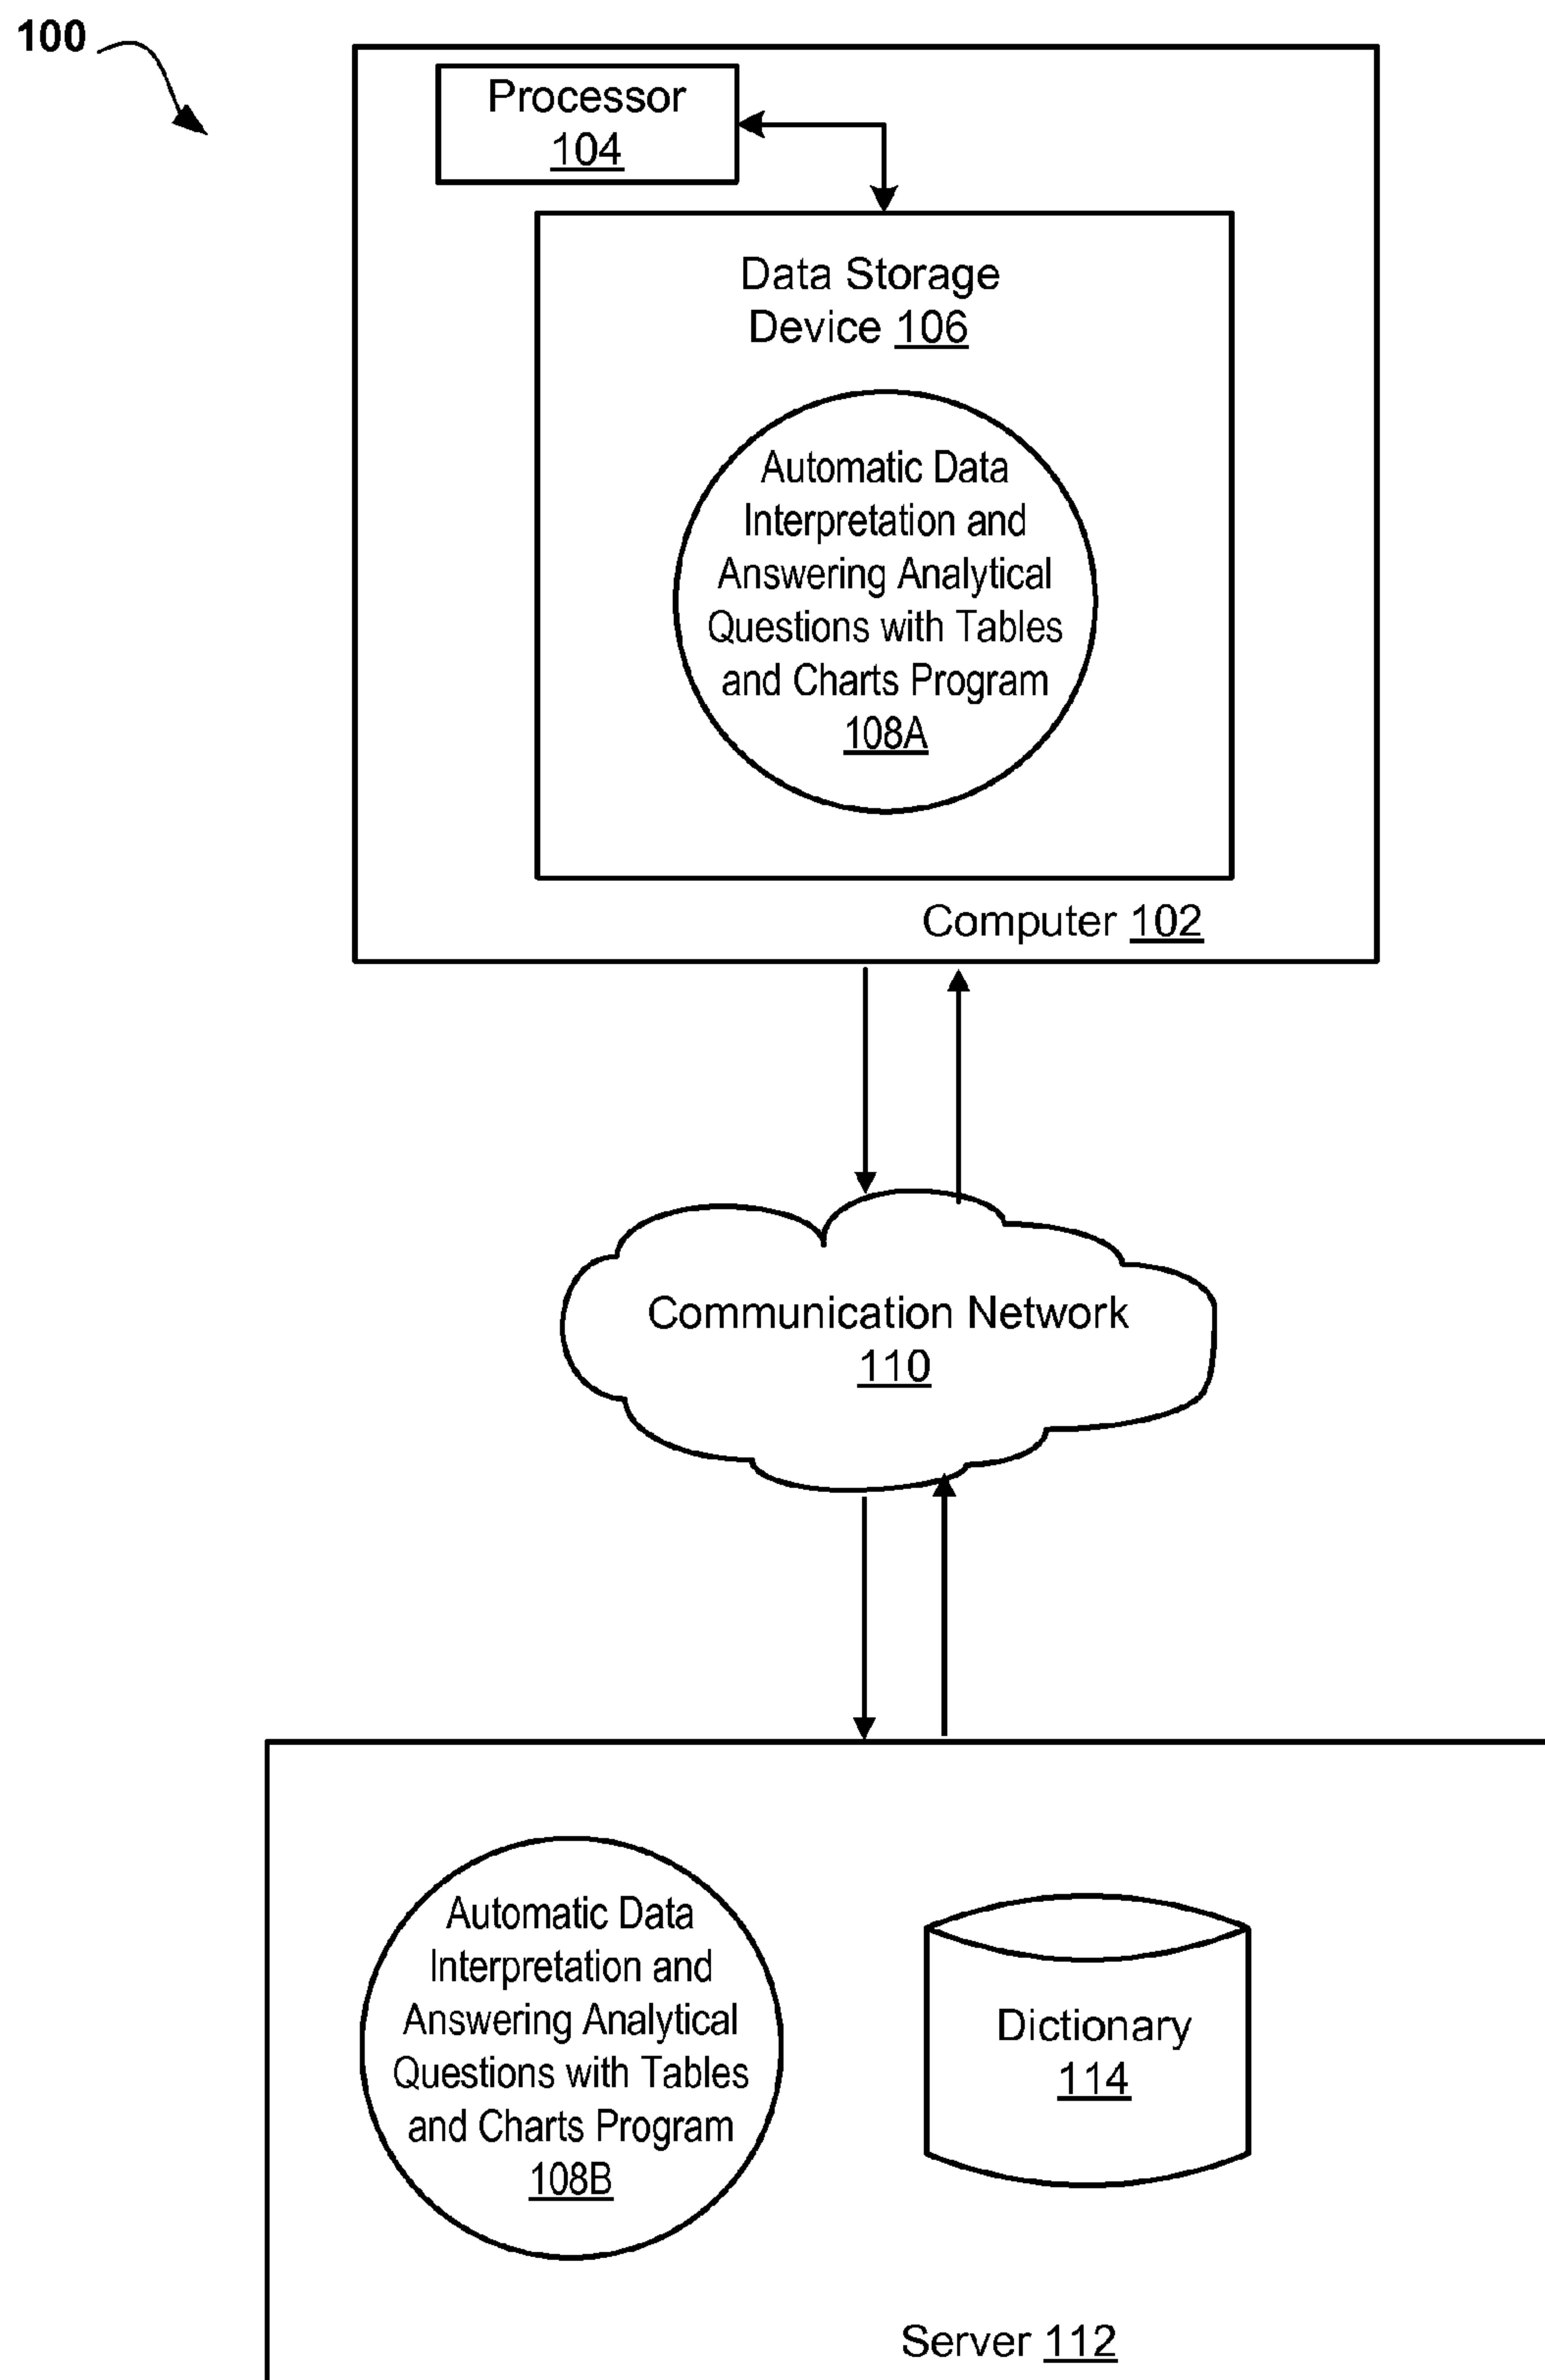 100
Processor
104
Data Storage
Device 106
Automatic Data
Interpretation and
Answering Analytical
Questions with Tables
and Charts Program
108A
Computer 102
Communication Network
110
Automatic Data
Interpretation and
Answering Analytical
Questions with Tables
and Charts Program
108B
Dictionary
114
Server 112